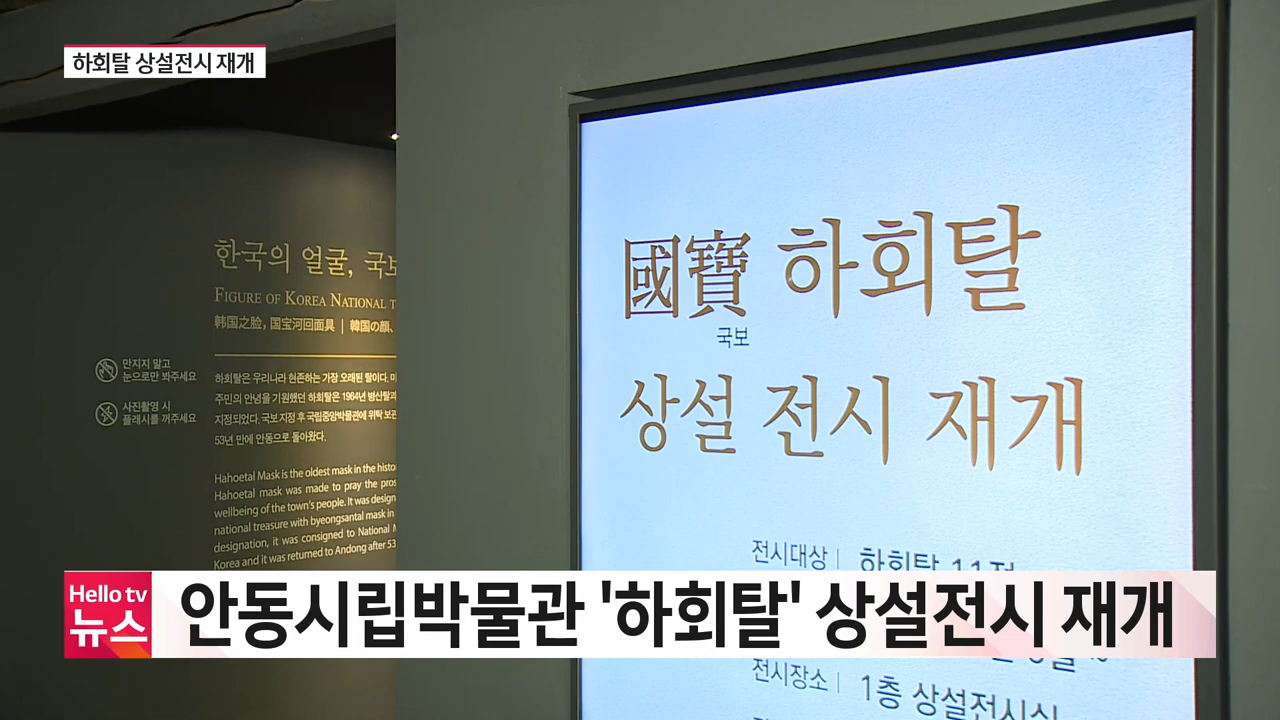 하회탈 상설전시 재개
한국의 얼굴, 국보
FIGURE OF KOREA NATIONAL
韩国之脸, 国宝河回面具 | 韓国の顔、
만지지 말고
눈으로만 봐주세요
사진촬영 시
플래시를 꺼주세요
하회탈은 우리나라 현존하는 가장 오래된 탈이다.
주민의 안녕을 기원했던 하회탈은 1964년 병산탈과
지정되었다. 국보 지정 후 국립중앙박물관에 위탁 보관
53년 만에 안동으로 돌아왔다.
Hahoetal Mask is the oldest mask in the
Hahoetal mask was made to pray the
wellbeing of the town's people. It was
national treasure with byeongsantal mask in
designation, it was consigned to National
Korea and it was returned to Andong after 53
國寶 하회탈
국보
상설 전시 재개
전시대상 | 하회탈 11점
전시장소 | 1층 상설전시실
Hello tv
뉴스
안동시립박물관 '하회탈' 상설전시 재개